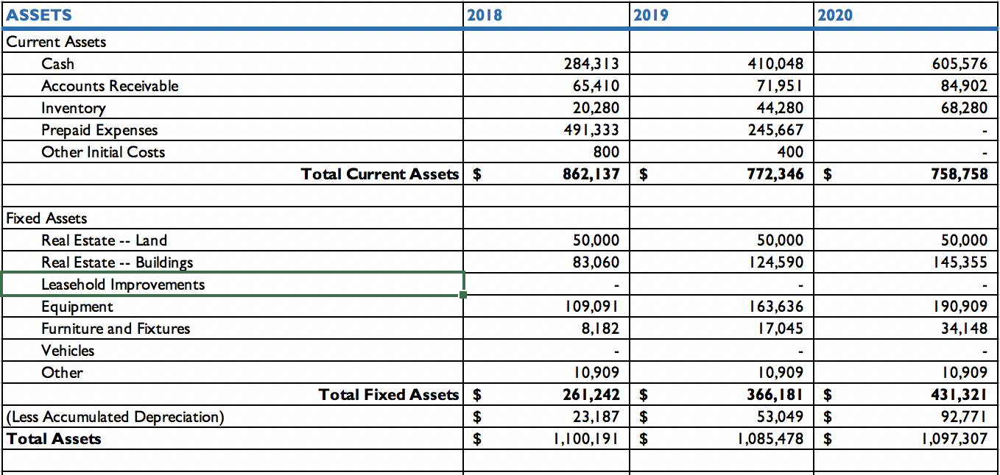 ASSETS 2018 2019 2020
Current Assets
Cash 284,313 410,048 605,576
Accounts Receivable 65,410 71,951 84,902
Inventory 20,280 44,280 68,280
Prepaid Expenses 491,333 245,667 -
Other Initial Costs 800 400 -
Total Current Assets $ 862,137 $ 772,346 $ 758,758
Fixed Assets
Real Estate -- Land 50,000 50,000 50,000
Real Estate -- Buildings 83,060 124,590 145,355
Leasehold Improvements - - -
Equipment 109,091 163,636 190,909
Furniture and Fixtures 8,182 17,045 34,148
Vehicles - - -
Other 10,909 10,909 10,909
Total Fixed Assets $ 261,242 $ 366,181 $ 431,321
(Less Accumulated Depreciation) $ 23,187 $ 53,049 $ 92,771
Total Assets $ 1,100,191 $ 1,085,478 $ 1,097,307